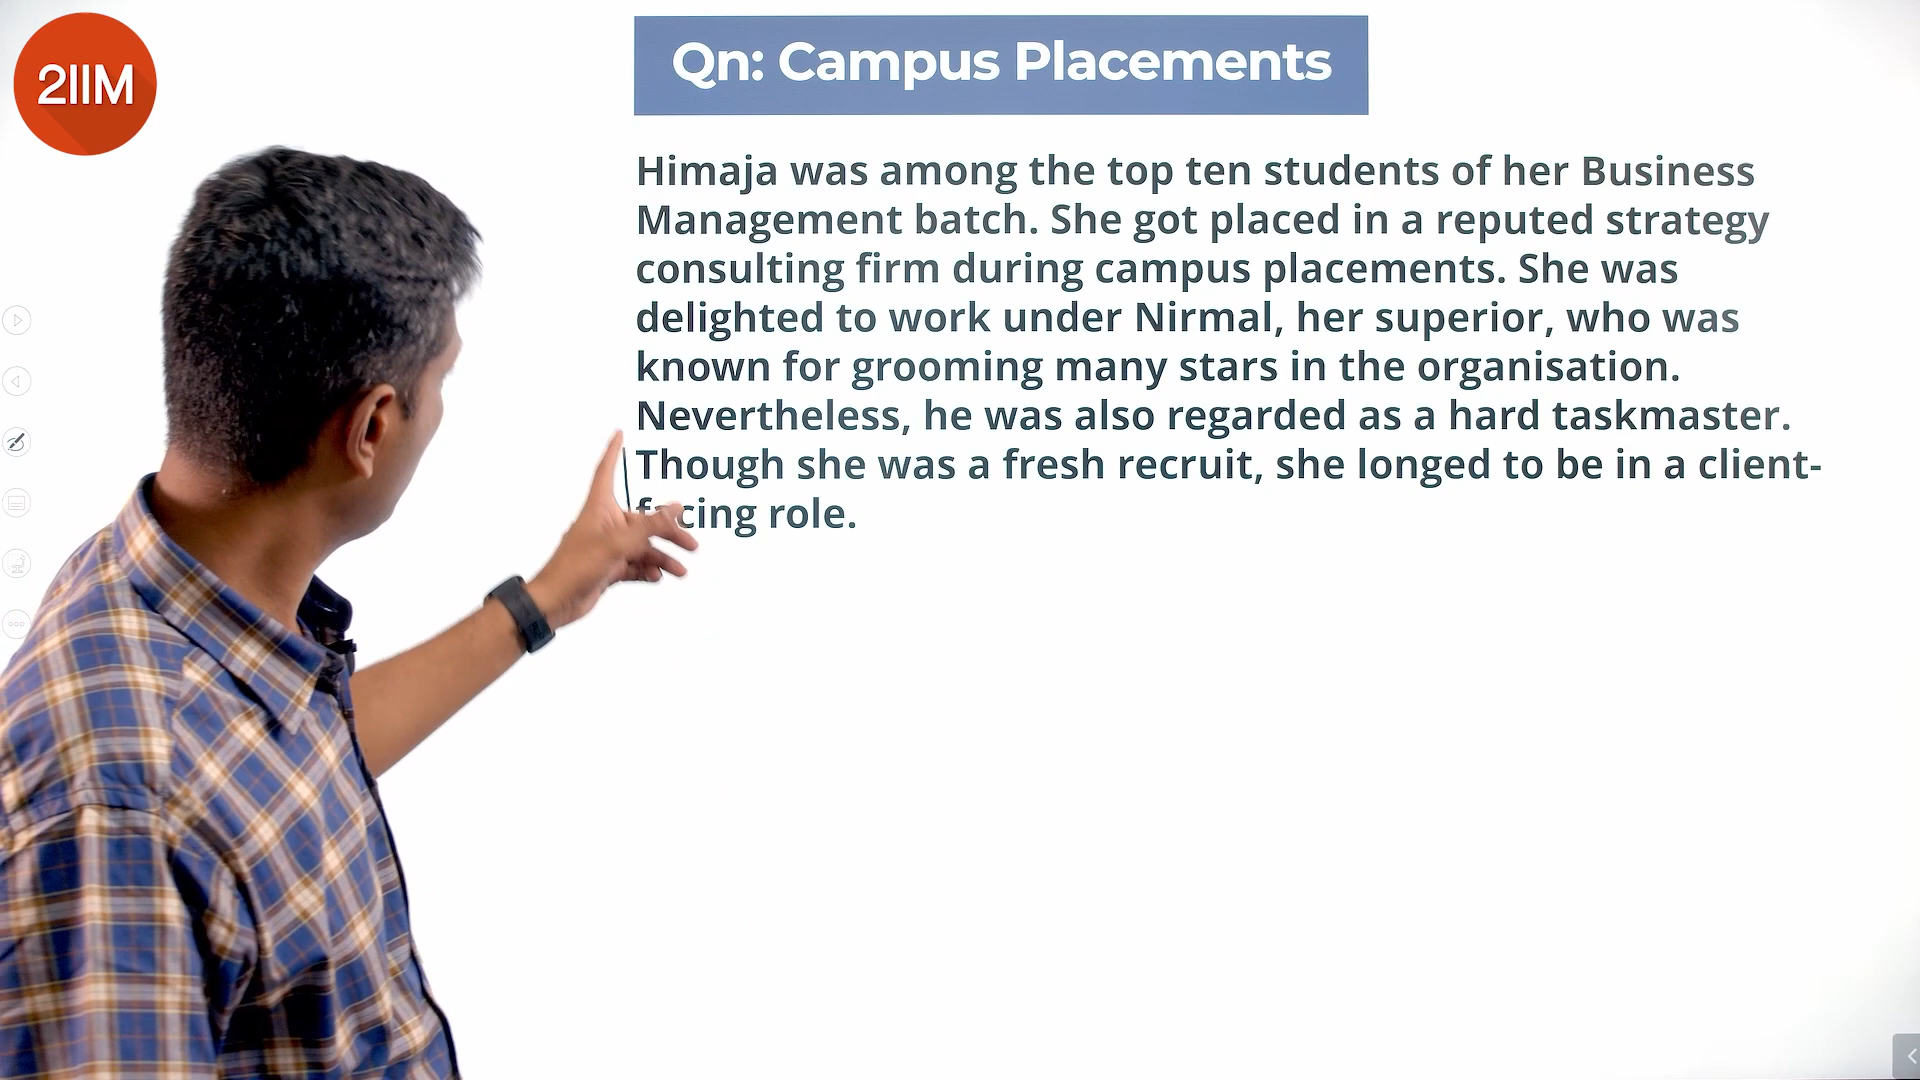 2IIM
Qn: Campus Placements
Himaja was among the top ten students of her Business
Management batch. She got placed in a reputed strategy
consulting firm during campus placements. She was
delighted to work under Nirmal, her superior, who was
known for grooming many stars in the organisation.
Nevertheless, he was also regarded as a hard taskmaster.
Though she was a fresh recruit, she longed to be in a client-
facing role.